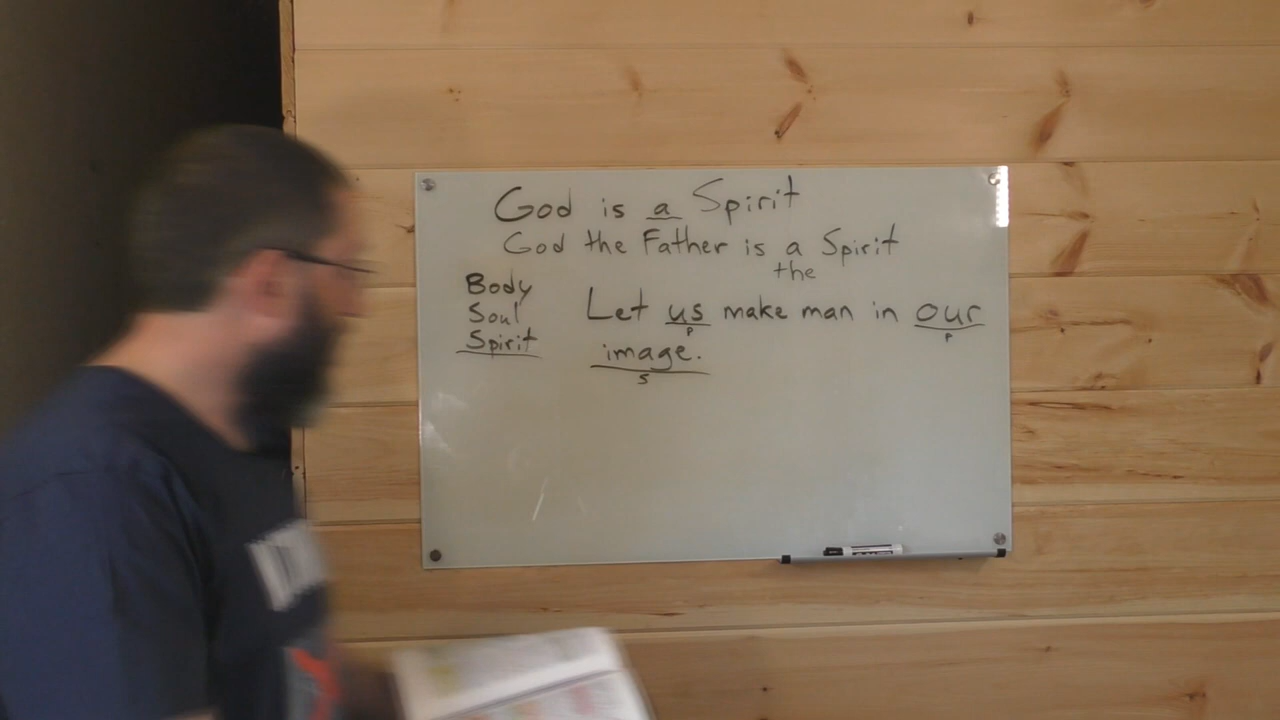 God is a Spirit
God the Father is a Spirit
the
Body
Soul
Spirit
Let us make man in our
P
P
image.
S